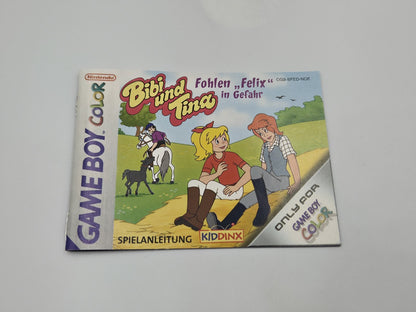 Nintendo
GAME BOY COLOR
Bibi
und
Tina
Fohlen „Felix“
in Gefahr
SPIELANLEITUNG
KIDDINX
ONLY FOR
GAME BOY
COLOR